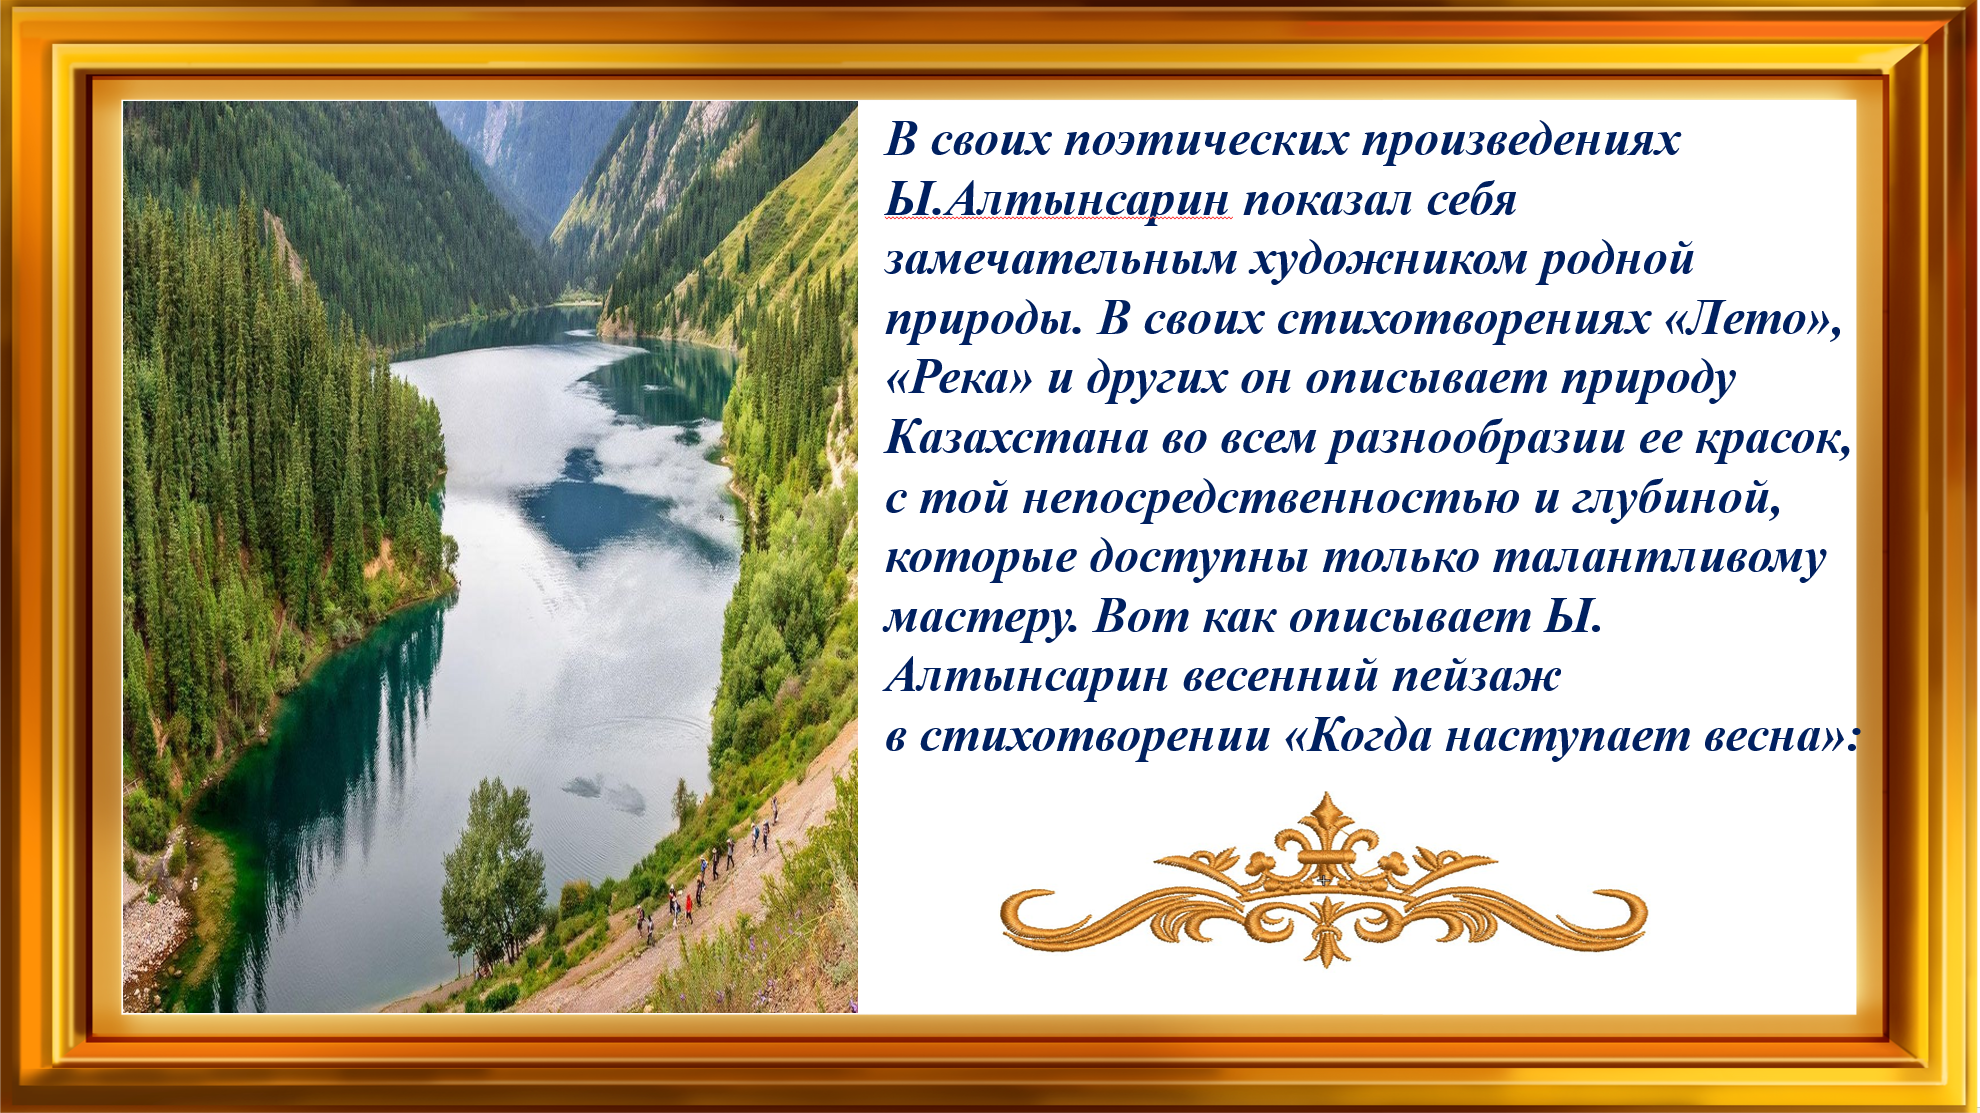 В своих поэтических произведениях
Ы.Алтынсарин показал себя
замечательным художником родной
природы. В своих стихотворениях «Лето»,
«Река» и других он описывает природу
Казахстана во всем разнообразии ее красок,
с той непосредственностью и глубиной,
которые доступны только талантливому
мастеру. Вот как описывает Ы.
Алтынсарин весенний пейзаж
в стихотворении «Когда наступает весна»: